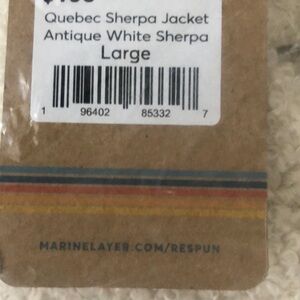 Quebec Sherpa Jacket
Antique White Sherpa
Large
1 96402 85332 7
MARINELAYER.COM/RESPUN